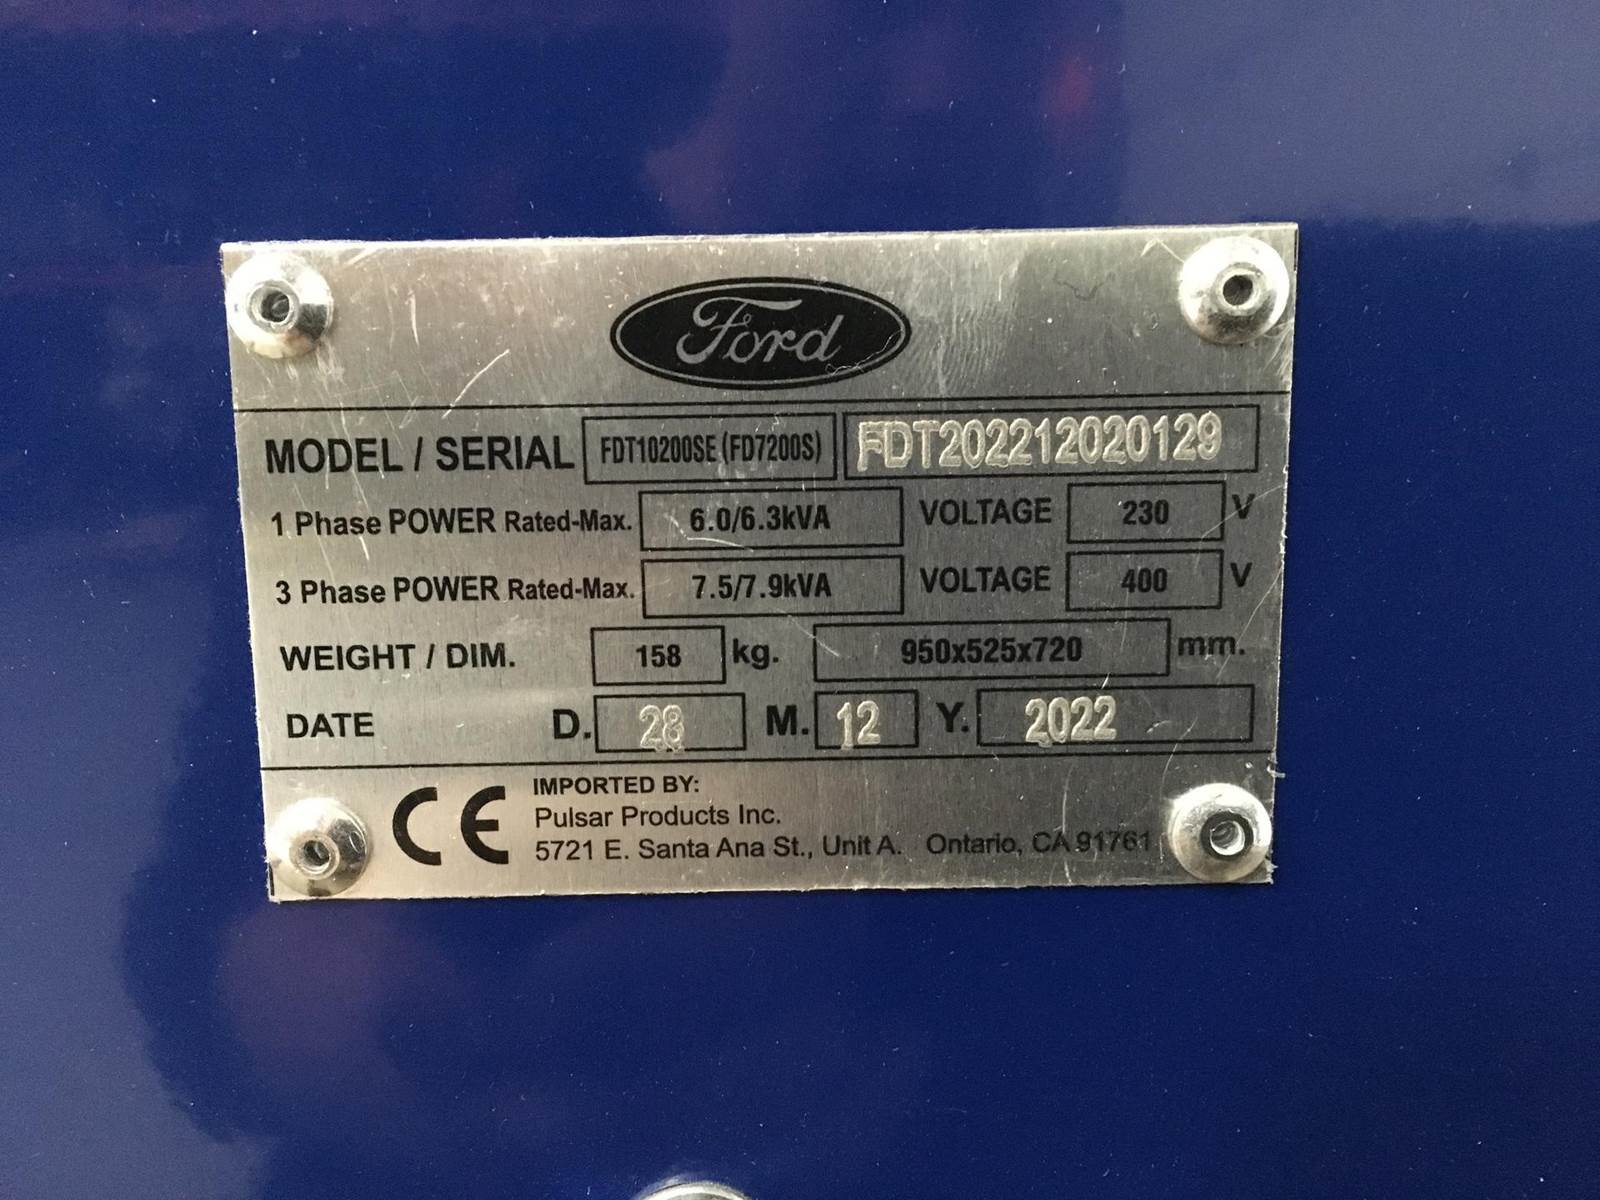 Ford
MODEL / SERIAL FDT10200SE (FD7200S) FDT202212020129
1 Phase POWER Rated-Max. 6.0/6.3kVA VOLTAGE 230 V
3 Phase POWER Rated-Max. 7.5/7.9kVA VOLTAGE 400 V
WEIGHT / DIM. 158 kg. 950x525x720 mm.
DATE D. 28 M. 12 Y. 2022
CE IMPORTED BY:
Pulsar Products Inc.
5721 E. Santa Ana St., Unit A. Ontario, CA 91761